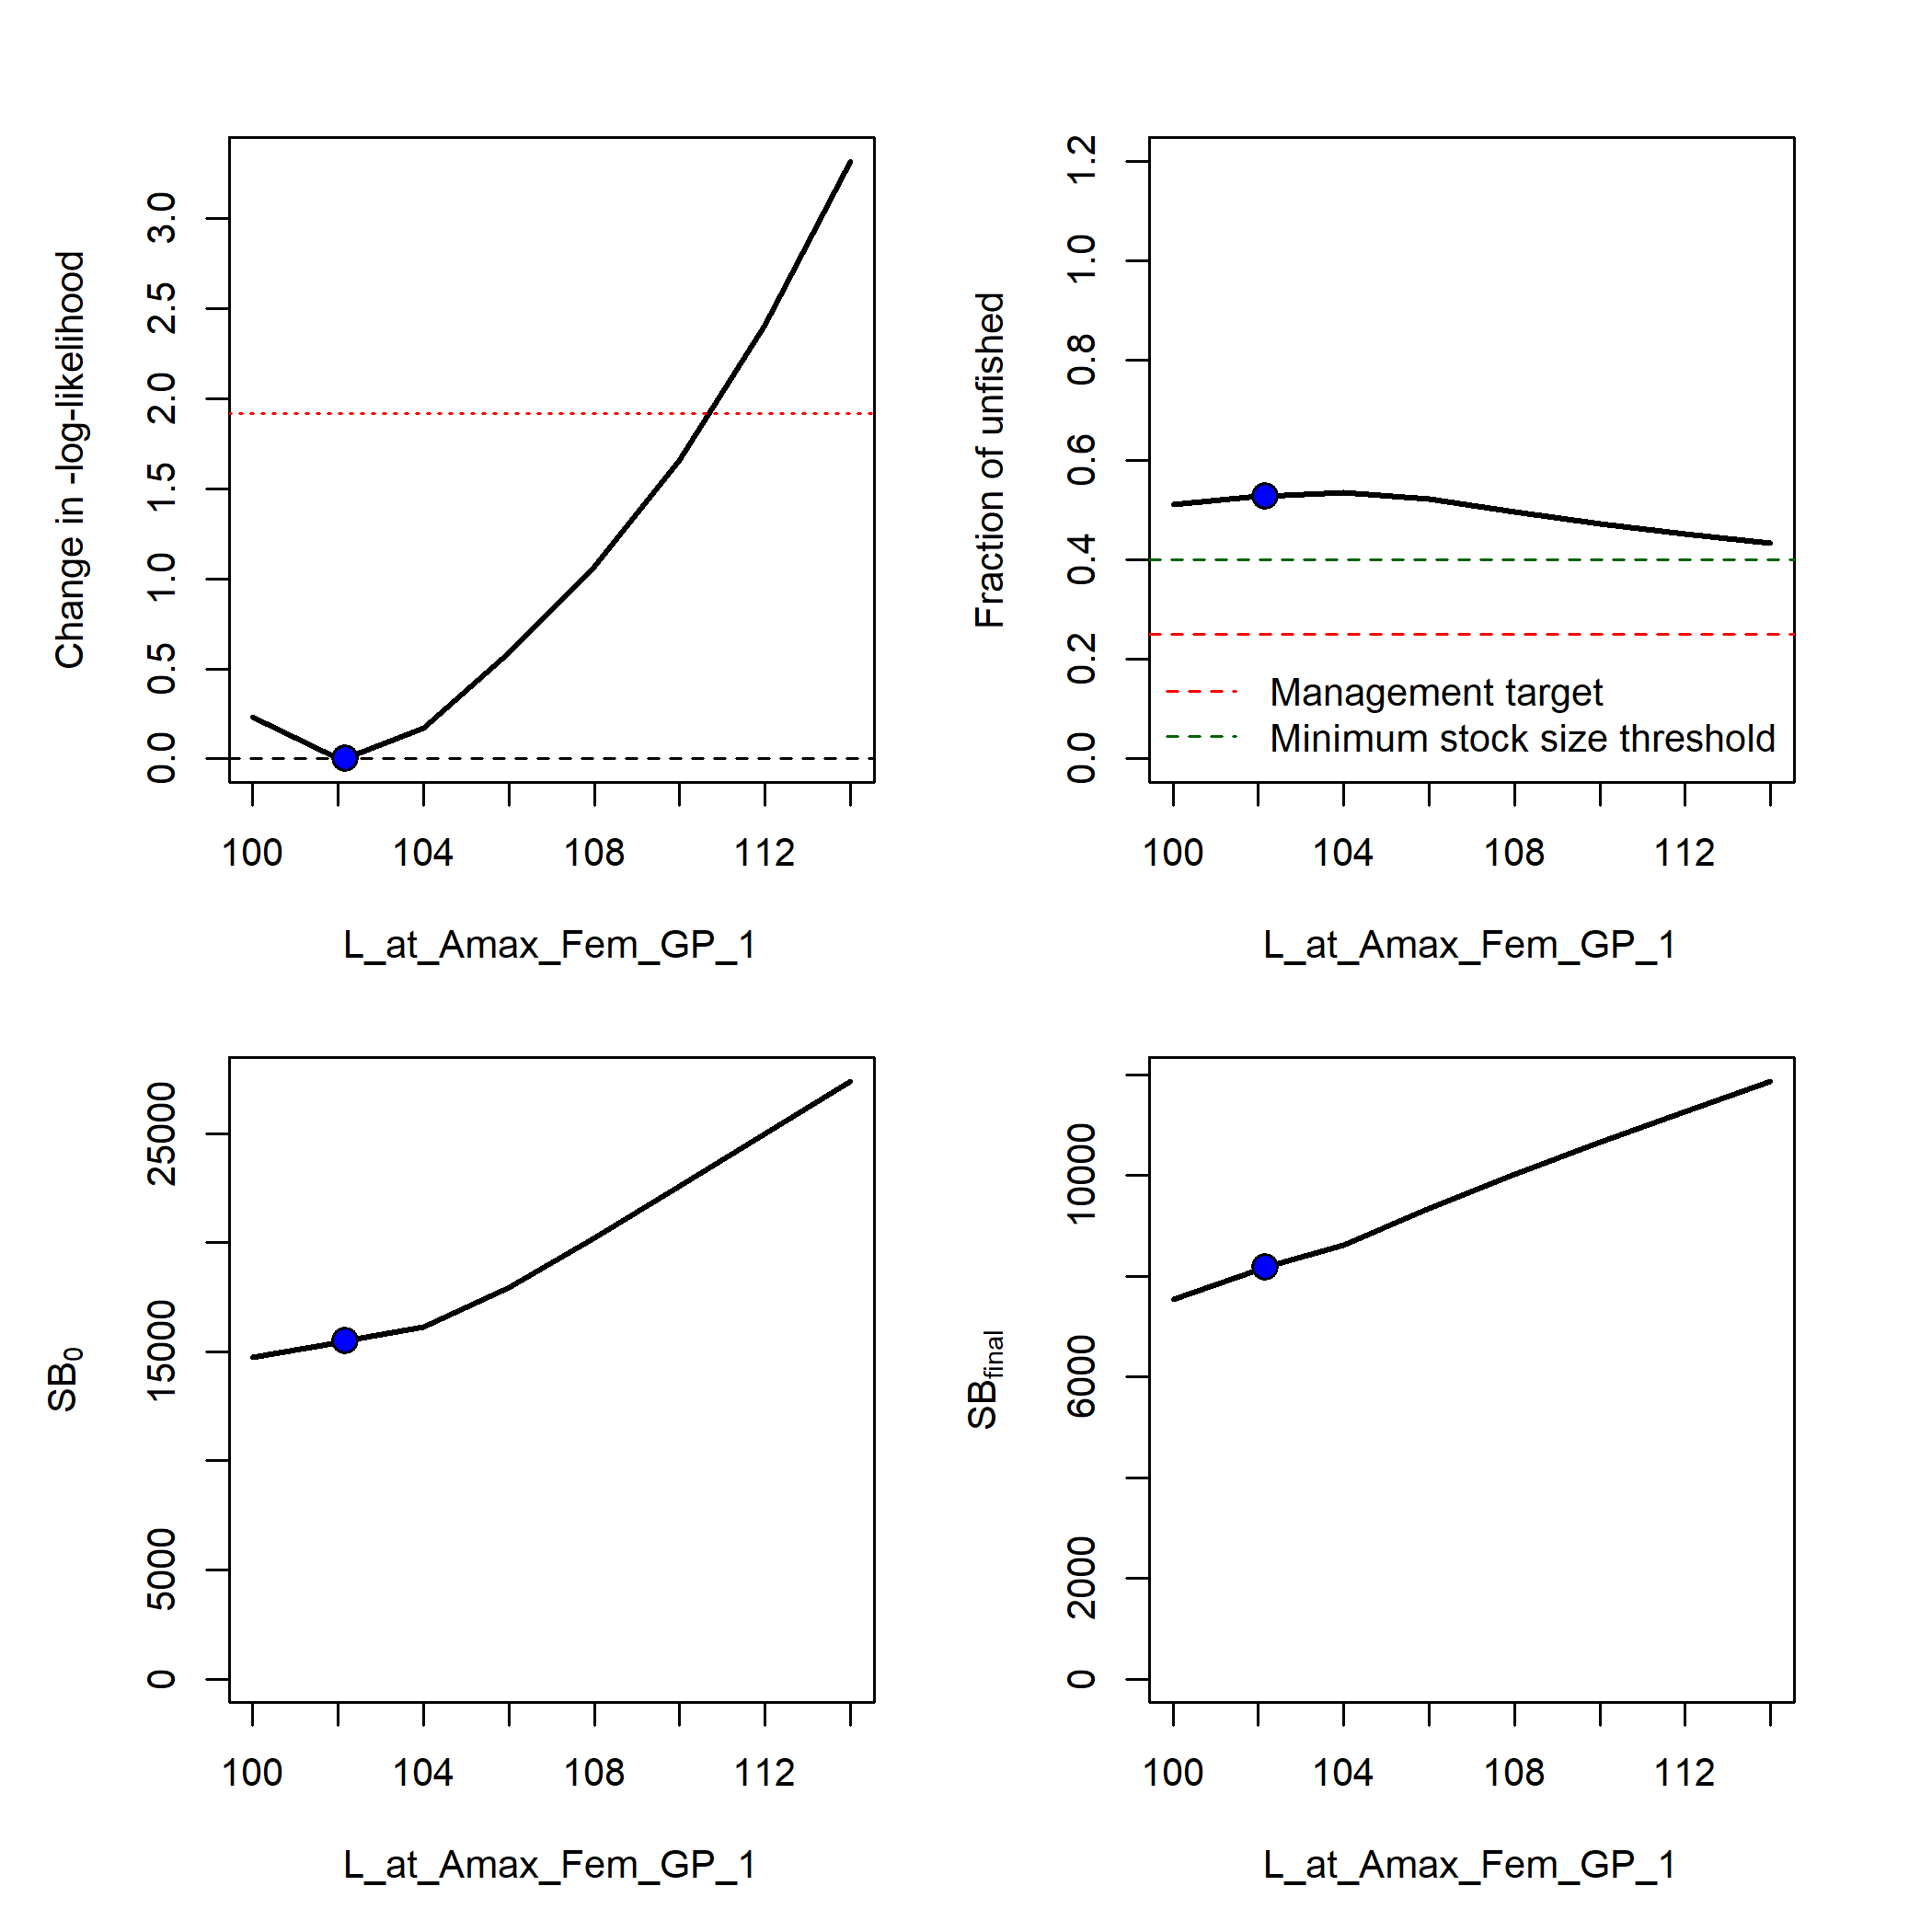 Change in -log-likelihood
0.0 0.5 1.0 1.5 2.0 2.5 3.0
100 104 108 112
L_at_Amax_Fem_GP_1
Fraction of unfished
0.0 0.2 0.4 0.6 0.8 1.0 1.2
Management target
Minimum stock size threshold
100 104 108 112
L_at_Amax_Fem_GP_1
SB0
0 5000 15000 25000
100 104 108 112
L_at_Amax_Fem_GP_1
SBfinal
0 2000 6000 10000
100 104 108 112
L_at_Amax_Fem_GP_1